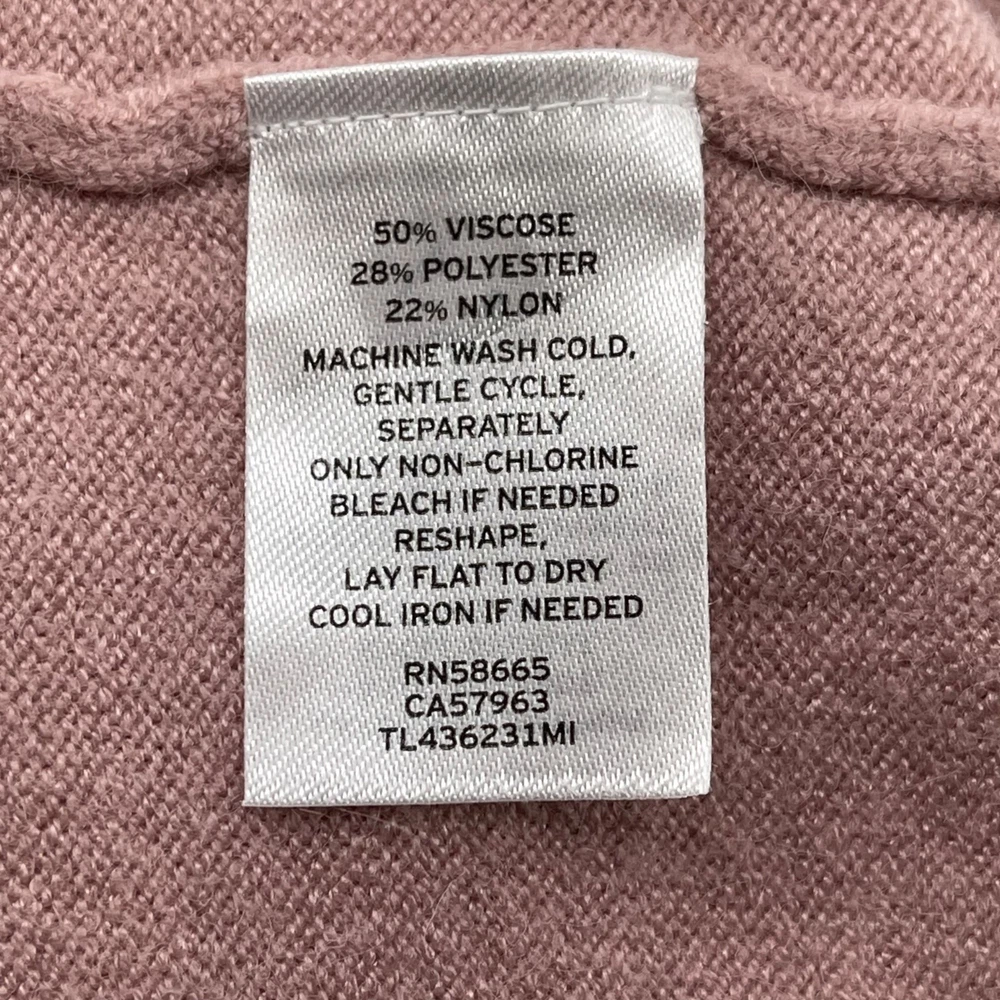 50% VISCOSE
28% POLYESTER
22% NYLON
MACHINE WASH COLD,
GENTLE CYCLE,
SEPARATELY
ONLY NON-CHLORINE
BLEACH IF NEEDED
RESHAPE,
LAY FLAT TO DRY
COOL IRON IF NEEDED
RN58665
CA57963
TL436231MI